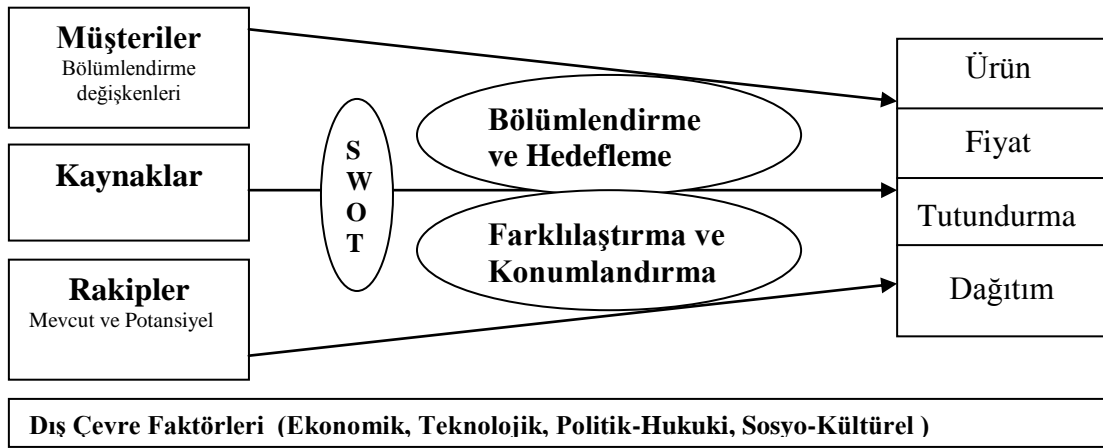 Müşteriler
Bölümlendirme
değişkenleri
Kaynaklar
Rakipler
Mevcut ve Potansiyel
S
W
O
T
Bölümlendirme
ve Hedefleme
Farklılaştırma ve
Konumlandırma
Ürün
Fiyat
Tutundurma
Dağıtım
Dış Çevre Faktörleri (Ekonomik, Teknolojik, Politik-Hukuki, Sosyo-Kültürel )